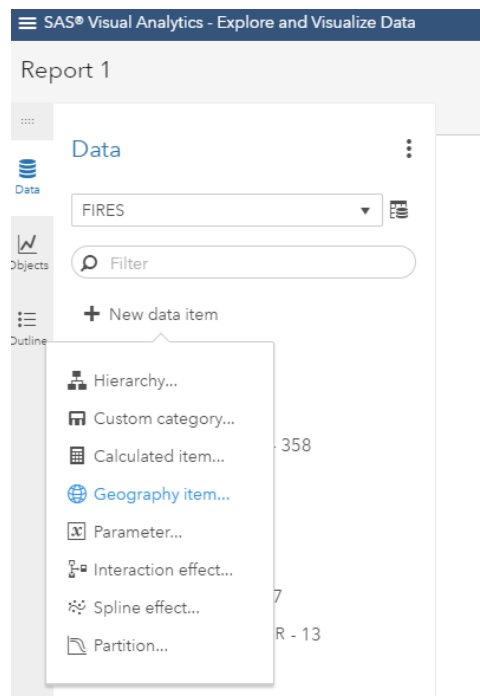 SAS® Visual Analytics - Explore and Visualize Data
Report 1
Data
Data
FIRES
Objects
Filter
New data item
Outline
Hierarchy...
Custom category...
Calculated item...
- 358
Geography item...
Parameter...
Interaction effect...
7
Spline effect...
R - 13
Partition...